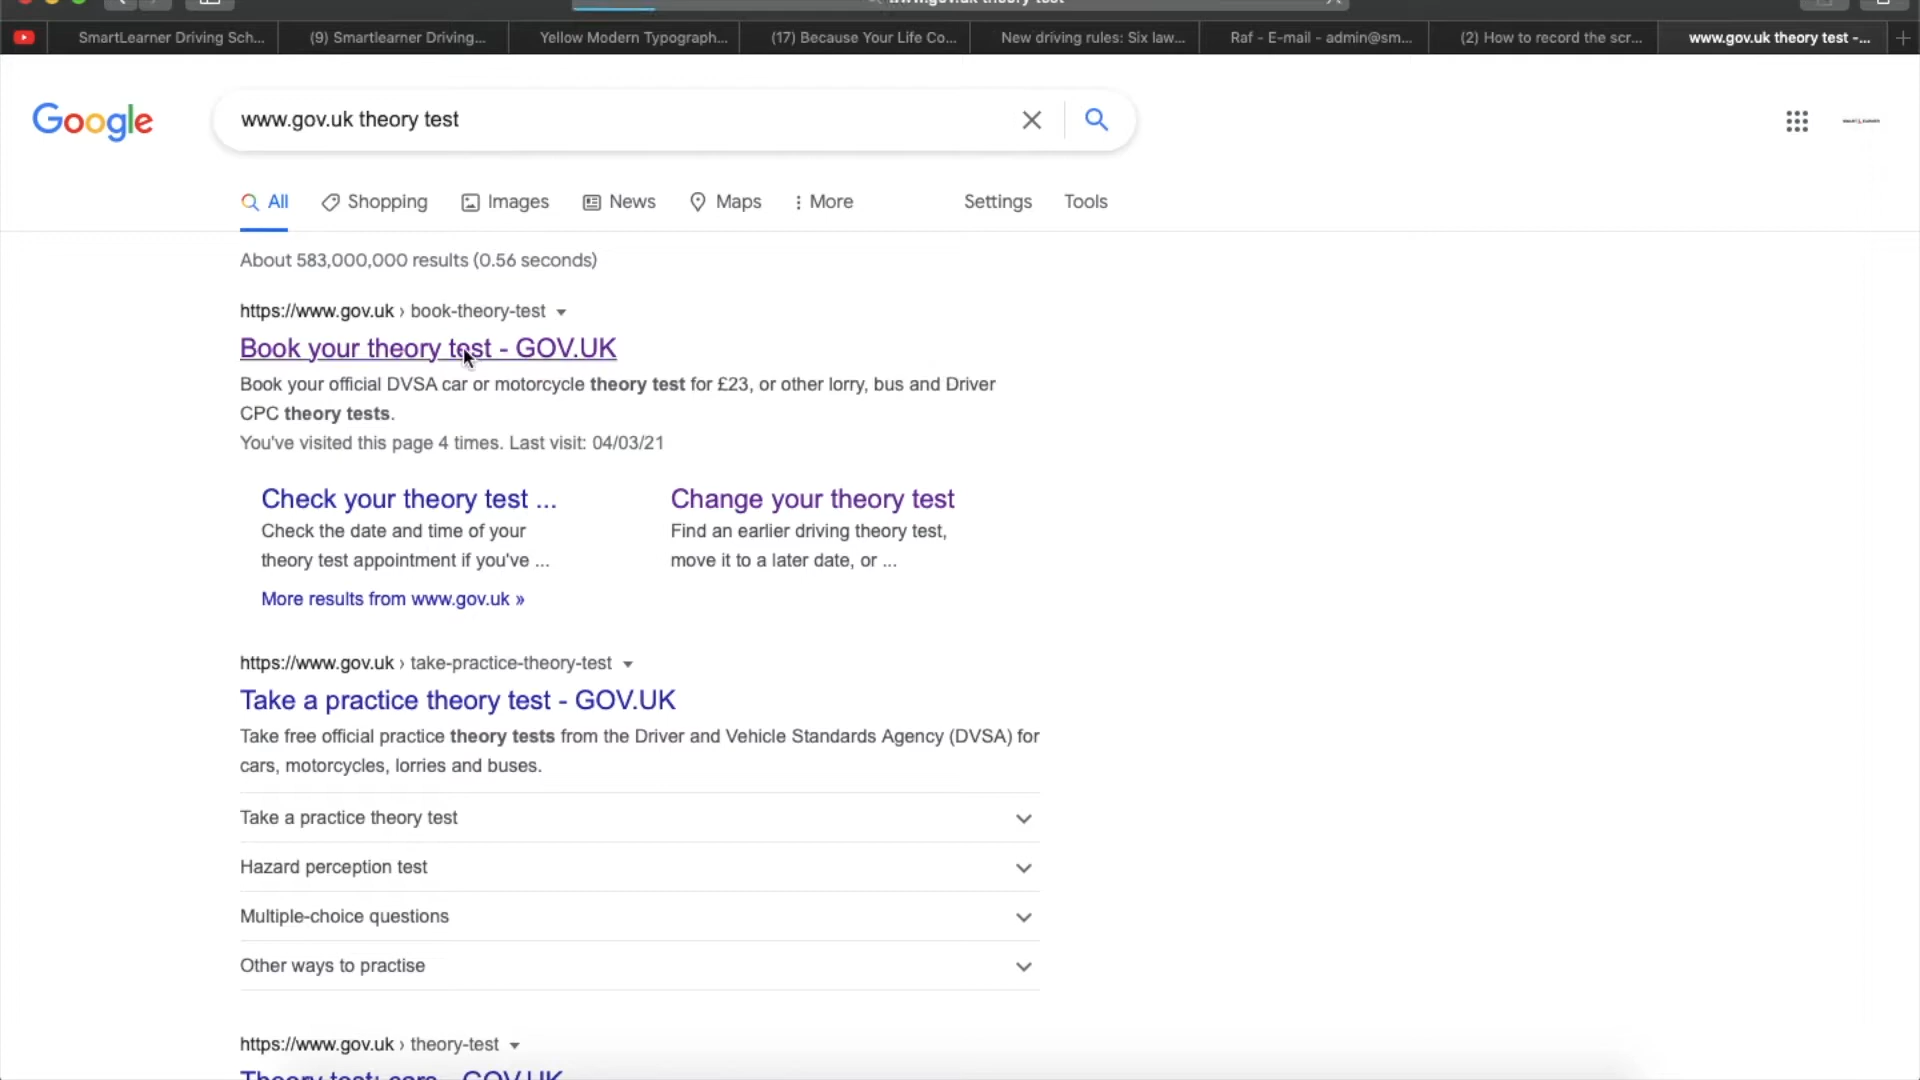 SmartLearner Driving Sch...
(9) Smartlearner Driving...
Yellow Modern Typograph...
(17) Because Your Life Co...
New driving rules: Six law...
Raf - E-mail - admin@sm...
(2) How to record the scr...
www.gov.uk theory test -...
Google
www.gov.uk theory test
All
Shopping
Images
News
Maps
More
Settings
Tools
About 583,000,000 results (0.56 seconds)
https://www.gov.uk › book-theory-test
Book your theory test - GOV.UK
Book your official DVSA car or motorcycle theory test for £23, or other lorry, bus and Driver
CPC theory tests.
You've visited this page 4 times. Last visit: 04/03/21
Check your theory test ...
Check the date and time of your
theory test appointment if you've ...
Change your theory test
Find an earlier driving theory test,
move it to a later date, or ...
More results from www.gov.uk »
https://www.gov.uk › take-practice-theory-test
Take a practice theory test - GOV.UK
Take free official practice theory tests from the Driver and Vehicle Standards Agency (DVSA) for
cars, motorcycles, lorries and buses.
Take a practice theory test
Hazard perception test
Multiple-choice questions
Other ways to practise
https://www.gov.uk › theory-test
Theory test: cars - GOV.UK